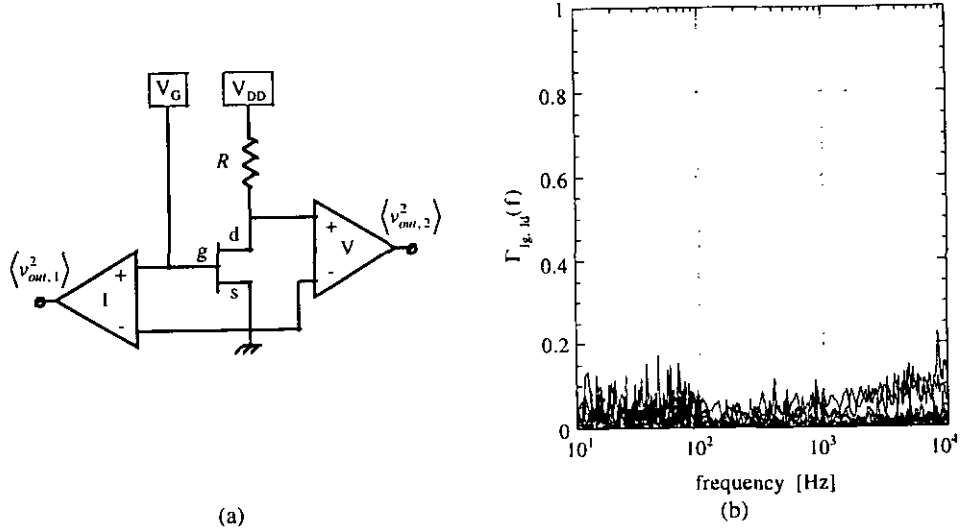 V_G
V_DD
R
d
g
s
+
-
I
+
-
V
⟨v²_out,1⟩
⟨v²_out,2⟩
(a)
Γ_Ig, Id(f)
1
0.8
0.6
0.4
0.2
0
10¹
10²
10³
10⁴
frequency [Hz]
(b)